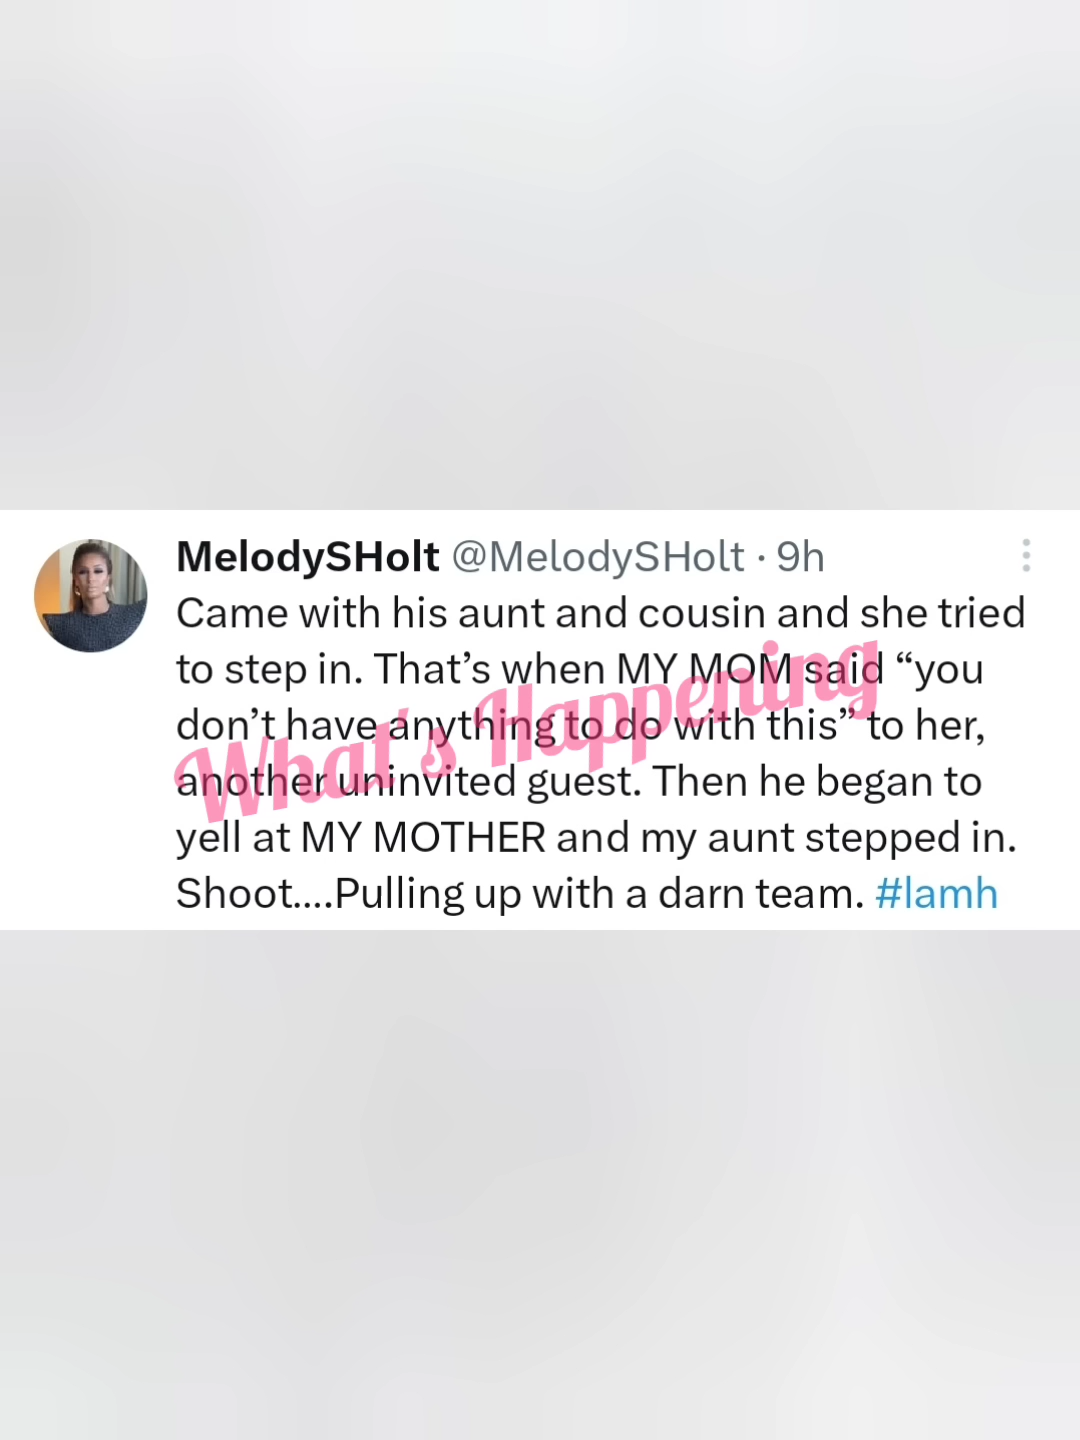 MelodySHolt @MelodySHolt · 9h
Came with his aunt and cousin and she tried
to step in. That’s when MY MOM said “you
don’t have anything to do with this” to her,
another uninvited guest. Then he began to
yell at MY MOTHER and my aunt stepped in.
Shoot....Pulling up with a darn team. #lamh
What's Happening